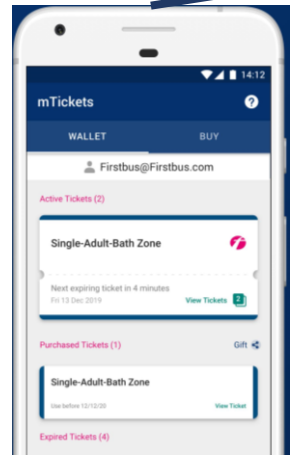 14:12
mTickets ?
WALLET BUY
Firstbus@Firstbus.com
Active Tickets (2)
Single-Adult-Bath Zone
Next expiring ticket in 4 minutes
Fri 13 Dec 2019 View Tickets 2
Purchased Tickets (1) Gift
Single-Adult-Bath Zone
Use before 12/12/20 View Ticket
Expired Tickets (4)